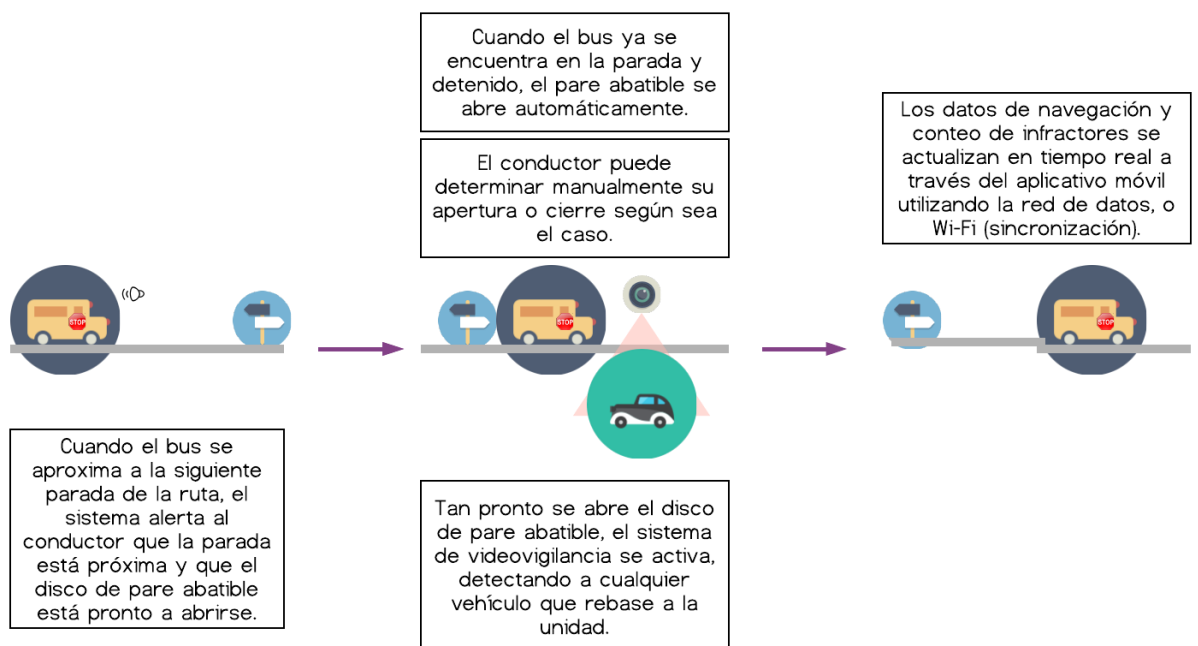 Cuando el bus se
aproxima a la siguiente
parada de la ruta, el
sistema alerta al
conductor que la parada
está próxima y que el
disco de pare abatible
está pronto a abrirse.
STOP
Cuando el bus ya se
encuentra en la parada y
detenido, el pare abatible se
abre automáticamente.
El conductor puede
determinar manualmente su
apertura o cierre según sea
el caso.
STOP
Tan pronto se abre el disco
de pare abatible, el sistema
de videovigilancia se activa,
detectando a cualquier
vehículo que rebase a la
unidad.
Los datos de navegación y
conteo de infractores se
actualizan en tiempo real a
través del aplicativo móvil
utilizando la red de datos, o
Wi-Fi (sincronización).
STOP